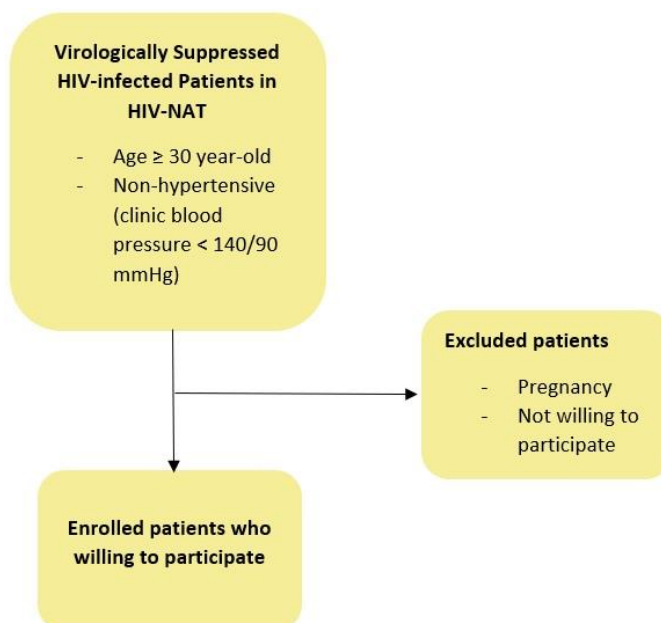 Virologically Suppressed
HIV-infected Patients in
HIV-NAT
- Age ≥ 30 year-old
- Non-hypertensive
(clinic blood
pressure < 140/90
mmHg)
Excluded patients
- Pregnancy
- Not willing to
participate
Enrolled patients who
willing to participate